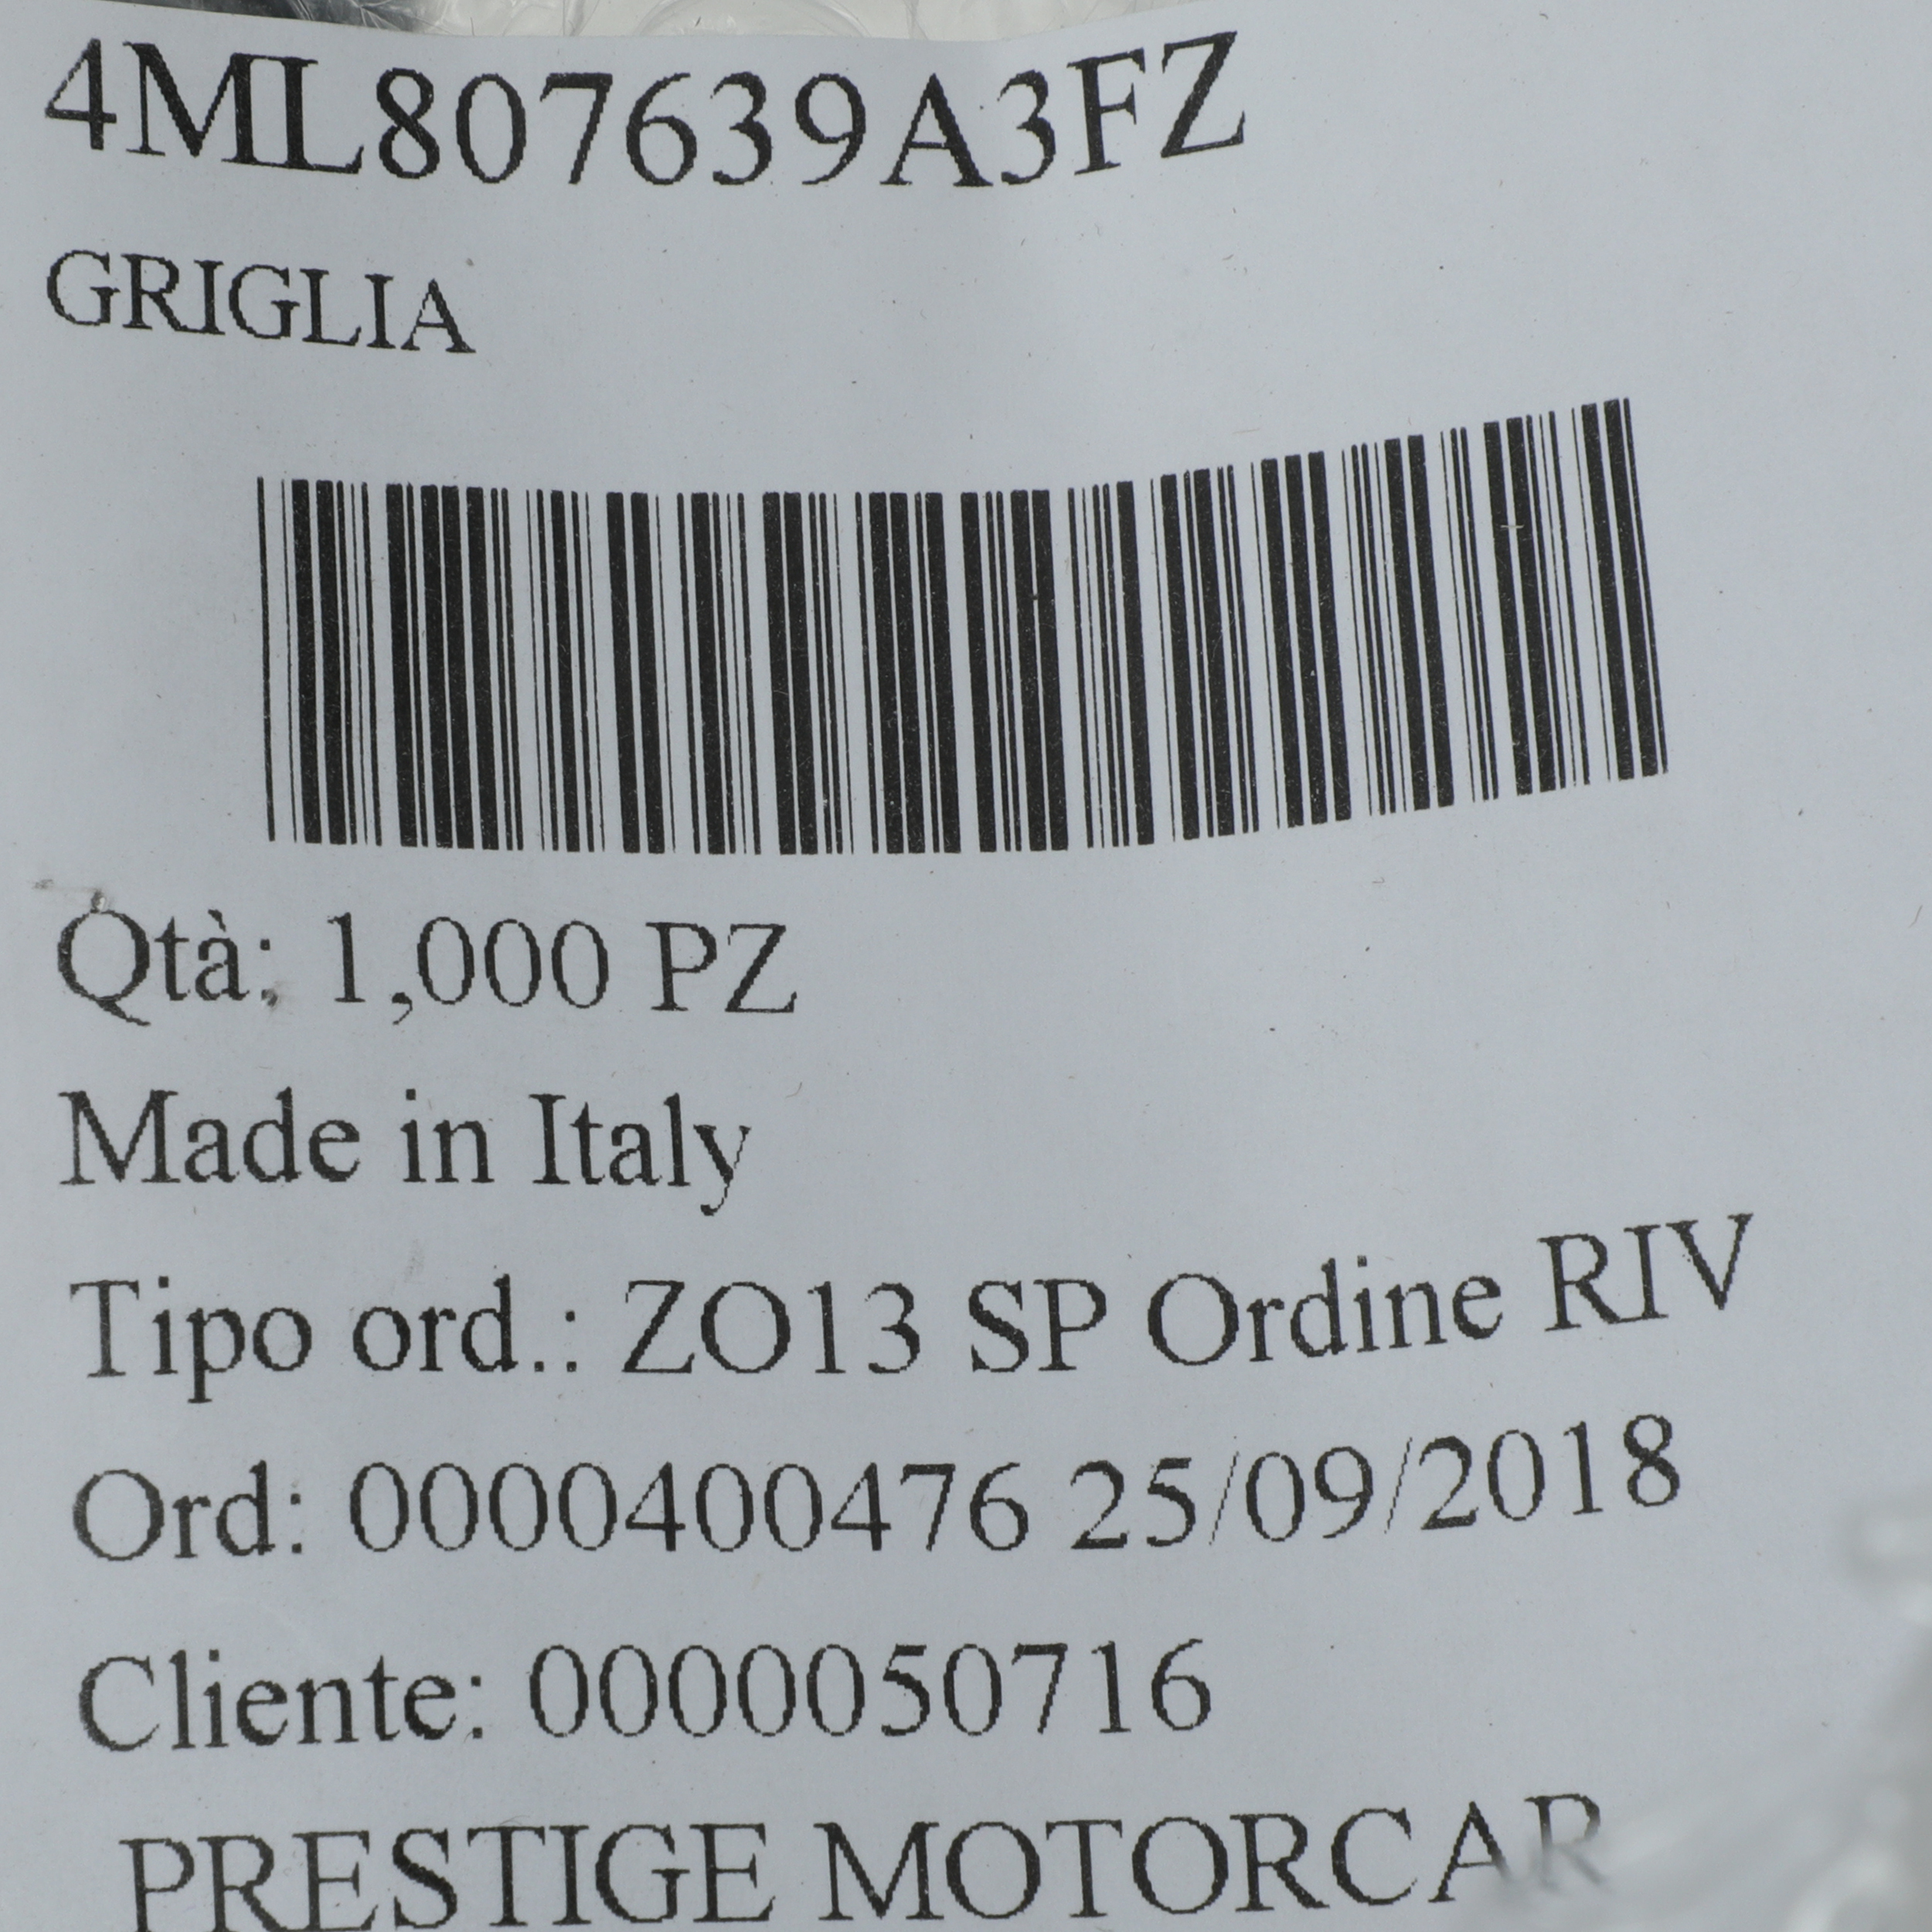 4ML807639A3FZ
GRIGLIA
Qtà: 1,000 PZ
Made in Italy
Tipo ord.: ZO13 SP Ordine RIV
Ord: 0000400476 25/09/2018
Cliente: 0000050716
PRESTIGE MOTORCAR